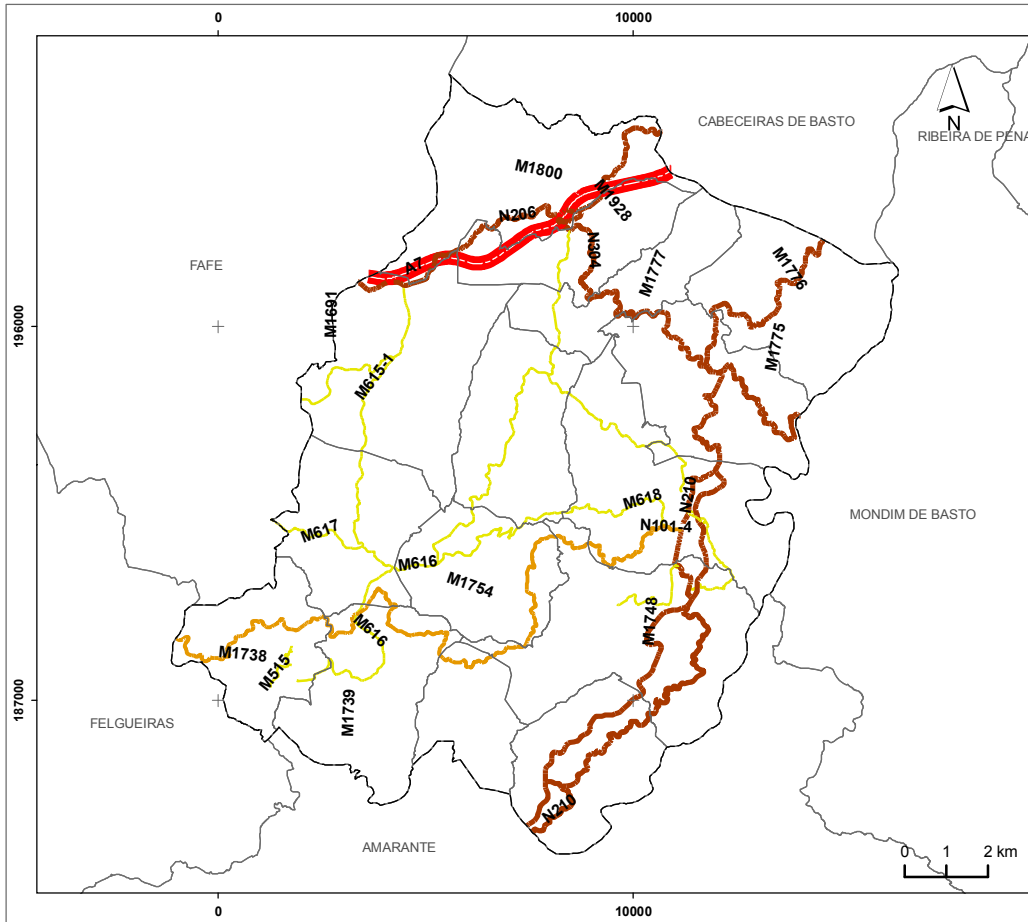 0 10000
CABECEIRAS DE BASTO
RIBEIRA DE PENA
N
M1800
M1928
N206
N304
FAFE
A7
M1777
M1776
M1691
196000
M1775
M615-1
M618
N210
N101-4
MONDIM DE BASTO
M617
M616
M1754
M616
M1748
M1738
M515
M1739
187000
FELGUEIRAS
N210
AMARANTE
0 1 2 km
0 10000